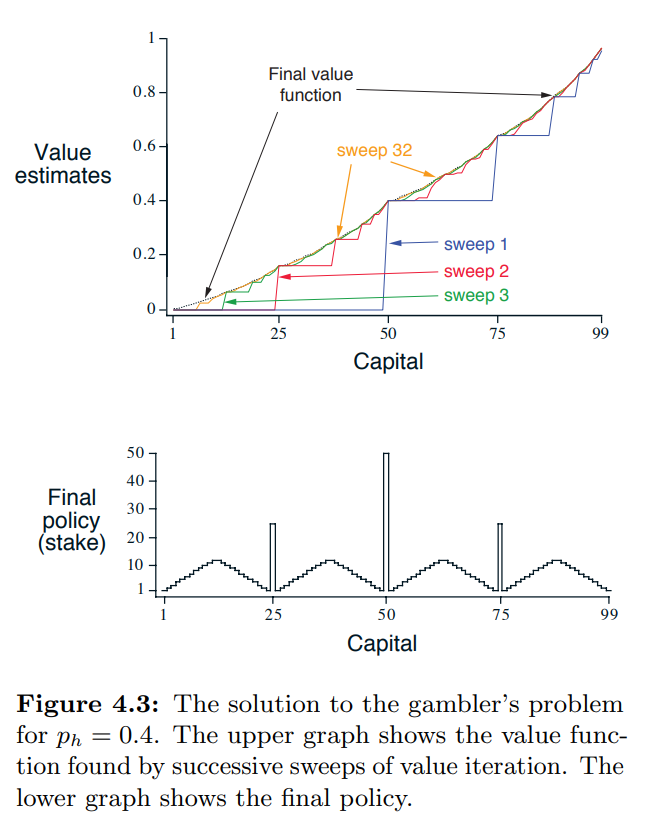 1
0.8
0.6
0.4
0.2
0
Value
estimates
Final value
function
sweep 32
sweep 1
sweep 2
sweep 3
1
25
50
75
99
Capital
50
40
30
20
10
1
Final
policy
(stake)
1
25
50
75
99
Capital
Figure 4.3: The solution to the gambler's problem
for pₕ = 0.4. The upper graph shows the value func-
tion found by successive sweeps of value iteration. The
lower graph shows the final policy.